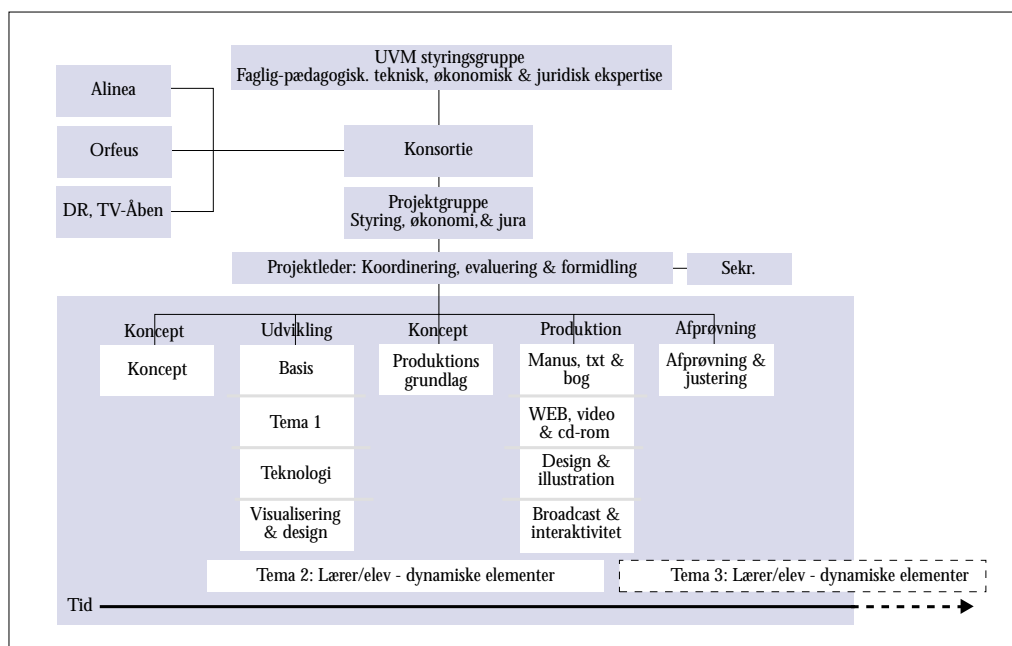 UVM styringsgruppe
Faglig-pædagogisk. teknisk, økonomisk & juridisk ekspertise
Alinea
Orfeus
DR, TV-Åben
Konsortie
Projektgruppe
Styring, økonomi,& jura
Projektleder: Koordinering, evaluering & formidling
Sekr.
Koncept
Udvikling
Koncept
Produktion
Afprøvning
Koncept
Basis
Tema 1
Teknologi
Visualisering
& design
Produktions
grundlag
Manus, txt &
bog
WEB, video
& cd-rom
Design &
illustration
Broadcast &
interaktivitet
Afprøvning &
justering
Tema 2: Lærer/elev - dynamiske elementer
Tema 3: Lærer/elev - dynamiske elementer
Tid